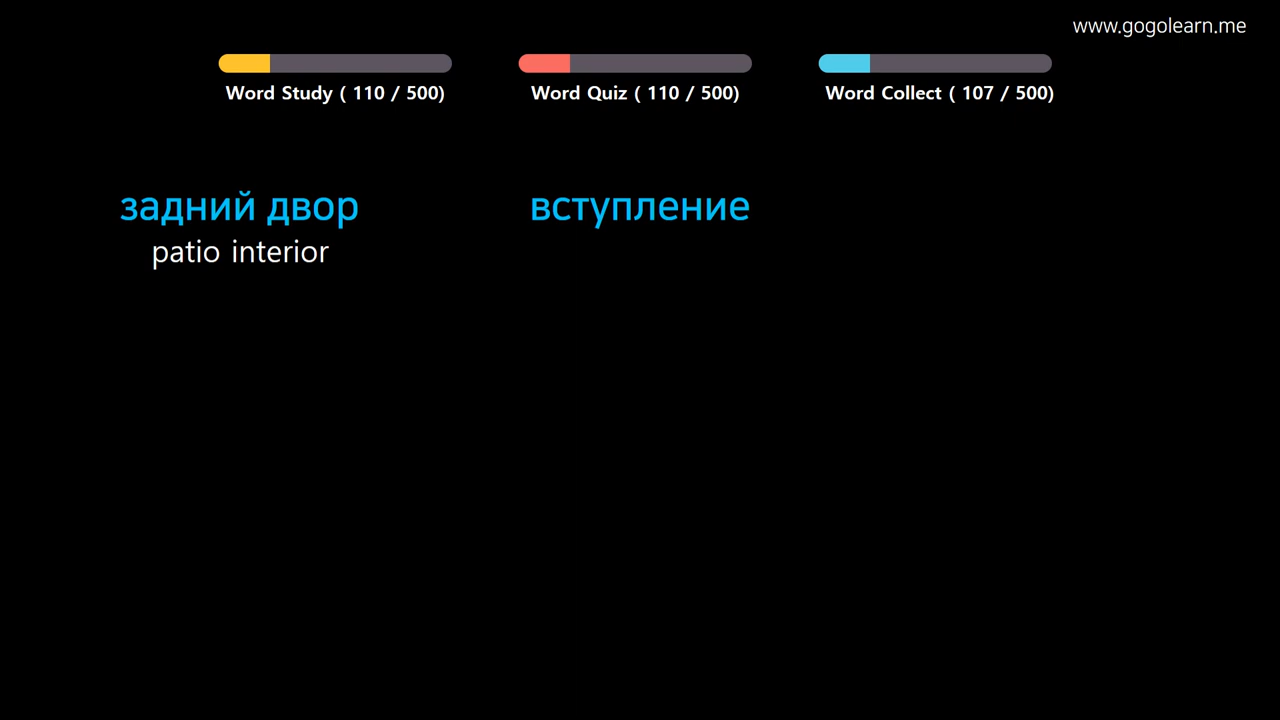 www.gogolearn.me
Word Study ( 110 / 500)
Word Quiz ( 110 / 500)
Word Collect ( 107 / 500)
задний двор
patio interior
вступление